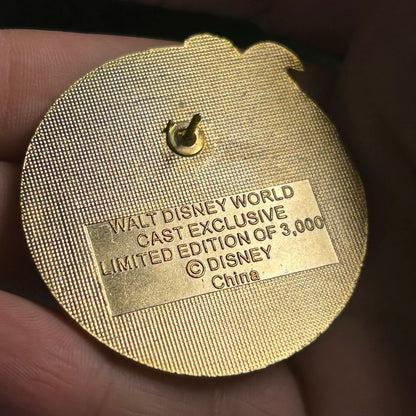 WALT DISNEY WORLD
CAST EXCLUSIVE
LIMITED EDITION OF 3,000
© DISNEY
China